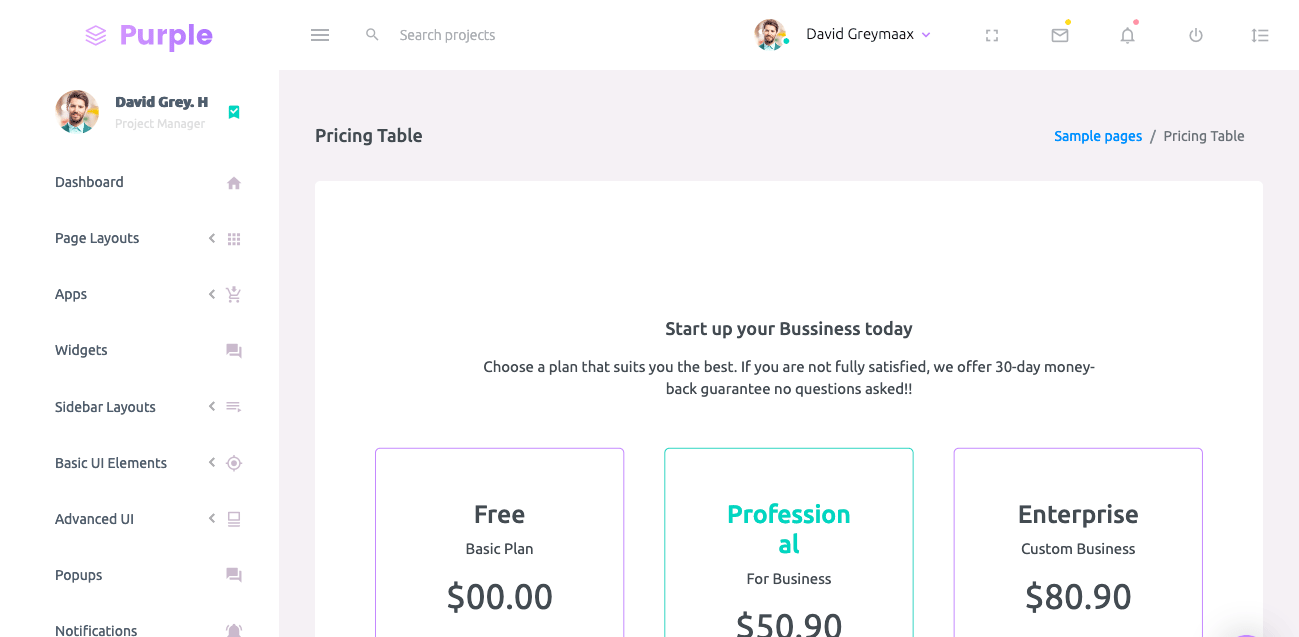 Purple
Search projects
David Greymaax
David Grey. H
Project Manager
Dashboard
Page Layouts
Apps
Widgets
Sidebar Layouts
Basic UI Elements
Advanced UI
Popups
Notifications
Pricing Table
Sample pages / Pricing Table
Start up your Bussiness today
Choose a plan that suits you the best. If you are not fully satisfied, we offer 30-day money-
back guarantee no questions asked!!
Free
Basic Plan
$00.00
Profession
al
For Business
$50.90
Enterprise
Custom Business
$80.90